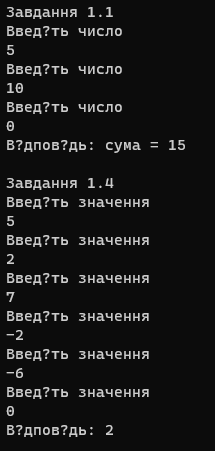 Завдання 1.1
Введ?ть число
5
Введ?ть число
10
Введ?ть число
0
В?дпов?дь: сума = 15

Завдання 1.4
Введ?ть значення
5
Введ?ть значення
2
Введ?ть значення
7
Введ?ть значення
-2
Введ?ть значення
-6
Введ?ть значення
0
В?дпов?дь: 2